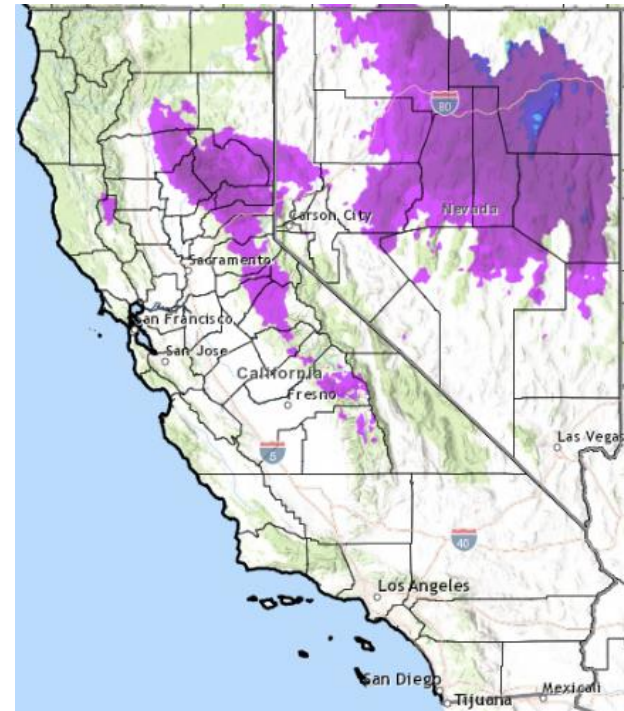 80
Nevada
Carson City
Sacramento
San Francisco
San Jose
California
Fresno
Las Vegas
5
40
Los Angeles
San Diego
Tijuana
Mexicali